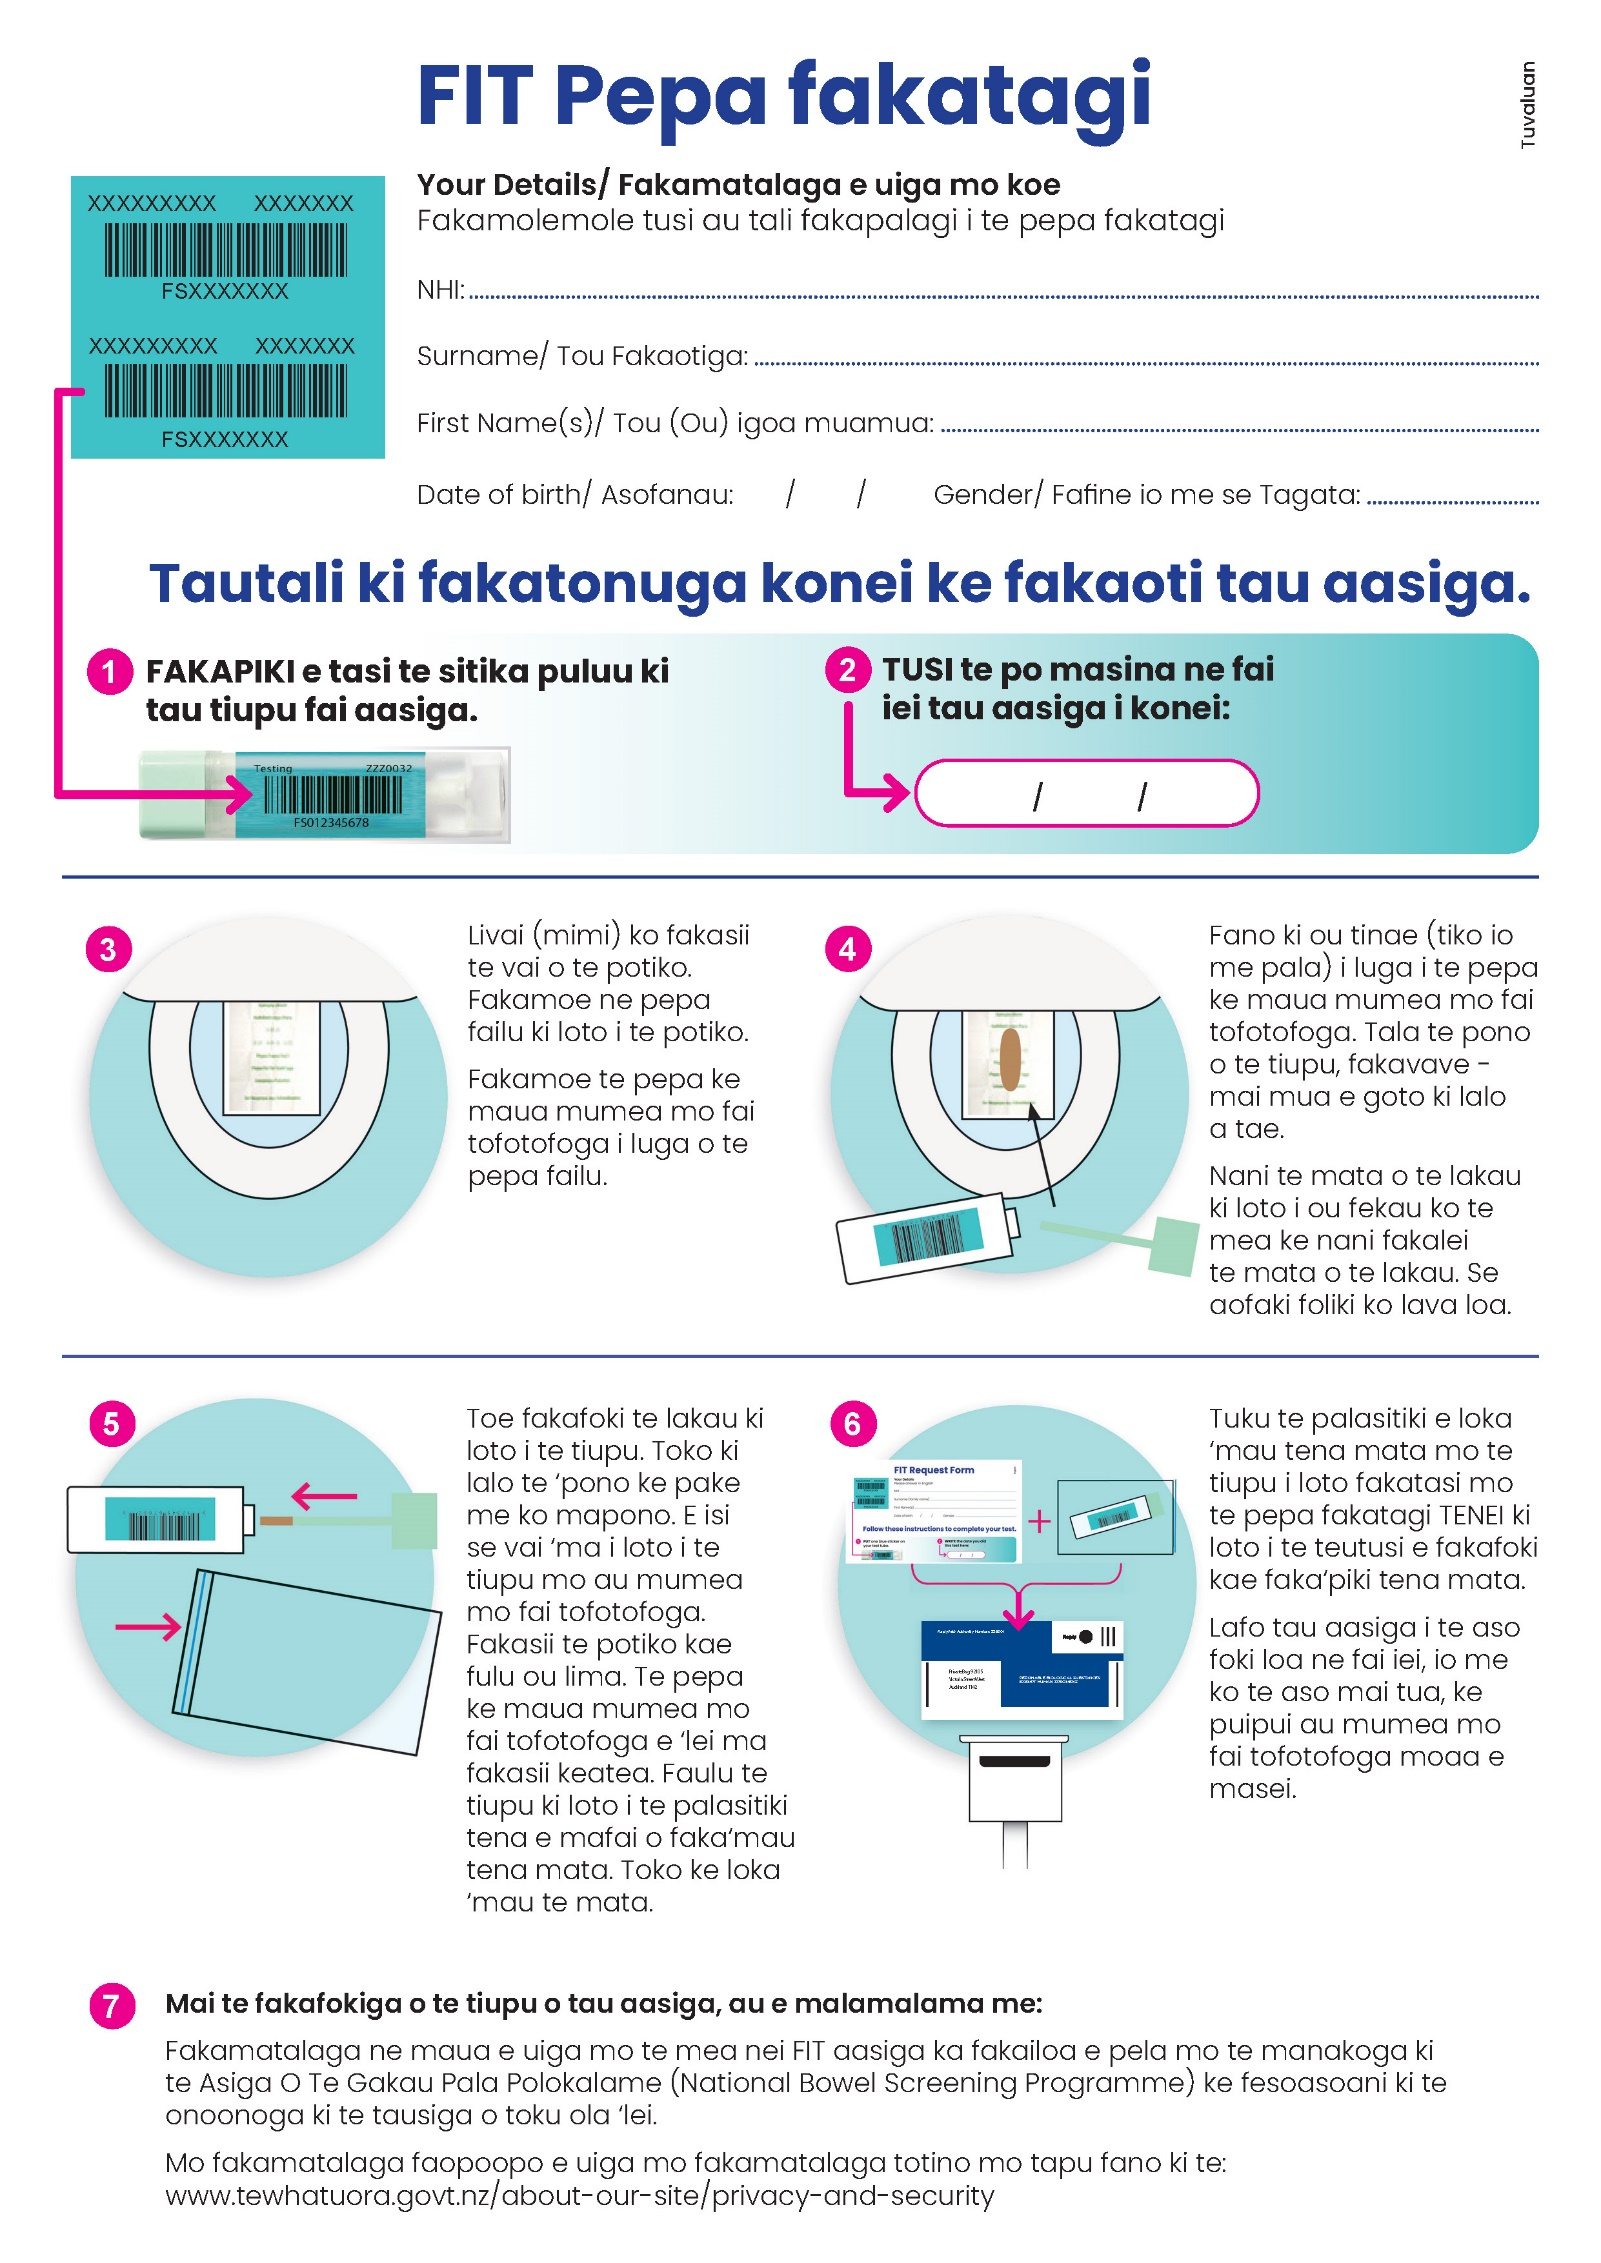 FIT Pepa fakatagi
Tuvaluan
XXXXXXXXX XXXXXXX
FSXXXXXXX
XXXXXXXXX XXXXXXX
FSXXXXXXX
Your Details/ Fakamatalaga e uiga mo koe
Fakamolemole tusi au tali fakapalagi i te pepa fakatagi
NHI:
Surname/ Tou Fakaotiga:
First Name(s)/ Tou (Ou) igoa muamua:
Date of birth/ Asofanau: / / Gender/ Fafine io me se Tagata:
Tautali ki fakatonuga konei ke fakaoti tau aasiga.
1 FAKAPIKI e tasi te sitika puluu ki
tau tiupu fai aasiga.
Testing ZZZ0032
FS012345678
2 TUSI te po masina ne fai
iei tau aasiga i konei:
/ /
3
Livai (mimi) ko fakasii
te vai o te potiko.
Fakamoe ne pepa
failu ki loto i te potiko.
Fakamoe te pepa ke
maua mumea mo fai
tofotofoga i luga o te
pepa failu.
4
Fano ki ou tinae (tiko io
me pala) i luga i te pepa
ke maua mumea mo fai
tofotofoga. Tala te pono
o te tiupu, fakavave -
mai mua e goto ki lalo
a tae.
Nani te mata o te lakau
ki loto i ou fekau ko te
mea ke nani fakalei
te mata o te lakau. Se
aofaki foliki ko lava loa.
5
Toe fakafoki te lakau ki
loto i te tiupu. Toko ki
lalo te ‘pono ke pake
me ko mapono. E isi
se vai ‘ma i loto i te
tiupu mo au mumea
mo fai tofotofoga.
Fakasii te potiko kae
fulu ou lima. Te pepa
ke maua mumea mo
fai tofotofoga e ‘lei ma
fakasii keatea. Faulu te
tiupu ki loto i te palasitiki
tena e mafai o faka‘mau
tena mata. Toko ke loka
‘mau te mata.
6
FIT Request Form
Your Details
Follow these instructions to complete your test.
Tuku te palasitiki e loka
‘mau tena mata mo te
tiupu i loto fakatasi mo
te pepa fakatagi TENEI ki
loto i te teutusi e fakafoki
kae faka‘piki tena mata.
Lafo tau aasiga i te aso
foki loa ne fai iei, io me
ko te aso mai tua, ke
puipui au mumea mo
fai tofotofoga moaa e
masei.
7 Mai te fakafokiga o te tiupu o tau aasiga, au e malamalama me:
Fakamatalaga ne maua e uiga mo te mea nei FIT aasiga ka fakailoa e pela mo te manakoga ki
te Asiga O Te Gakau Pala Polokalame (National Bowel Screening Programme) ke fesoasoani ki te
onoonoga ki te tausiga o toku ola ‘lei.
Mo fakamatalaga faopoopo e uiga mo fakamatalaga totino mo tapu fano ki te:
www.tewhatuora.govt.nz/about-our-site/privacy-and-security